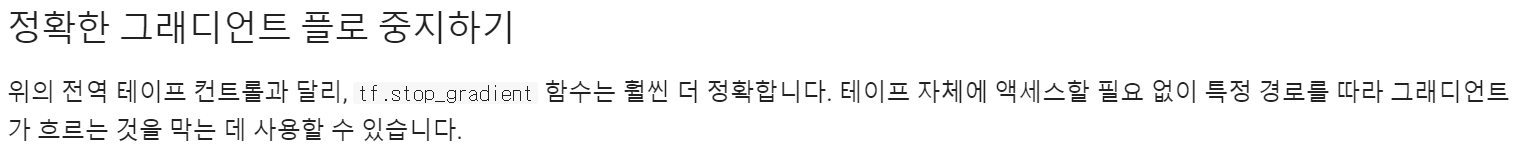 정확한 그래디언트 플로 중지하기
위의 전역 테이프 컨트롤과 달리, tf.stop_gradient 함수는 훨씬 더 정확합니다. 테이프 자체에 액세스할 필요 없이 특정 경로를 따라 그래디언트
가 흐르는 것을 막는 데 사용할 수 있습니다.